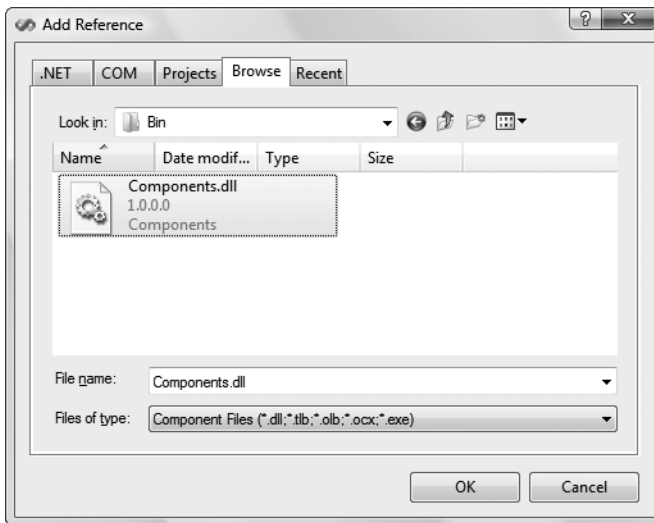 Add Reference
.NET COM Projects Browse Recent
Look in: Bin
Name Date modif... Type Size
Components.dll
1.0.0.0
Components
File name: Components.dll
Files of type: Component Files (*.dll;*.tlb;*.olb;*.ocx;*.exe)
OK Cancel